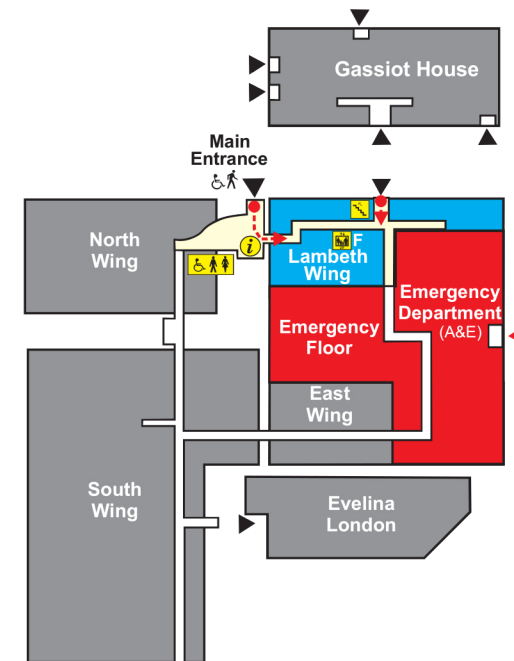 Gassiot House
Main
Entrance
North
Wing
i
F
Lambeth
Wing
Emergency
Department
(A&E)
Emergency
Floor
East
Wing
South
Wing
Evelina
London